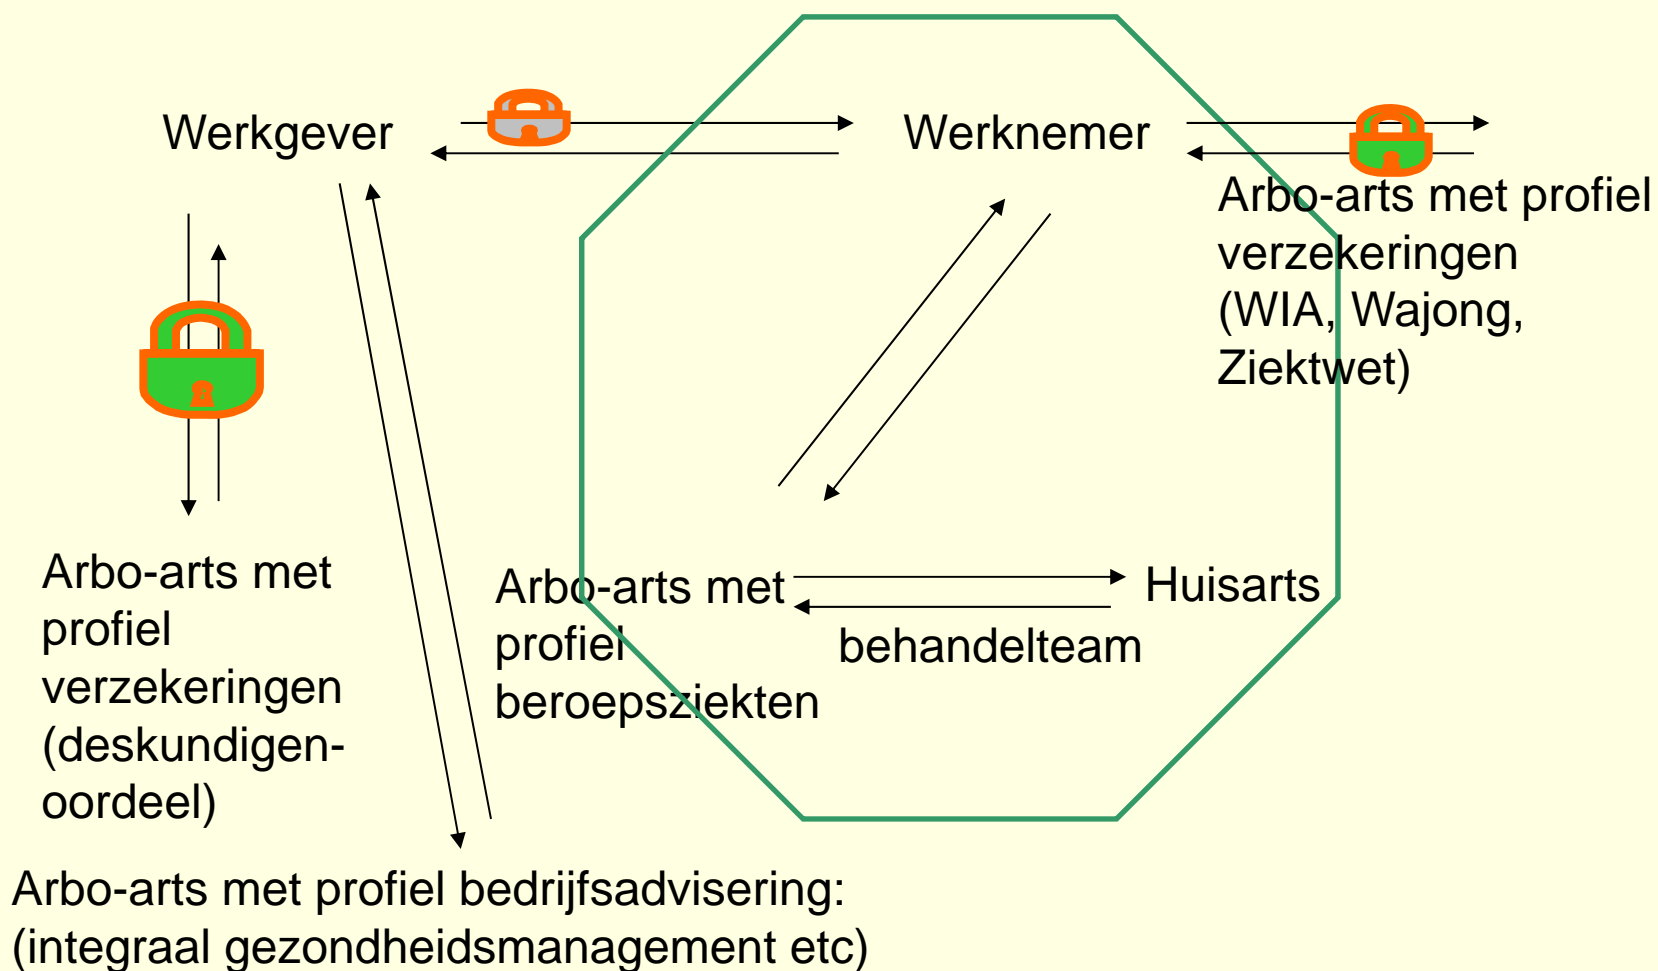 Werkgever
Werknemer
Arbo-arts met profiel
verzekeringen
(WIA, Wajong,
Ziektwet)
Arbo-arts met
profiel
verzekeringen
(deskundigen-
oordeel)
Arbo-arts met
profiel
beroepsziekten
behandelteam
Huisarts
Arbo-arts met profiel bedrijfsadvisering:
(integraal gezondheidsmanagement etc)